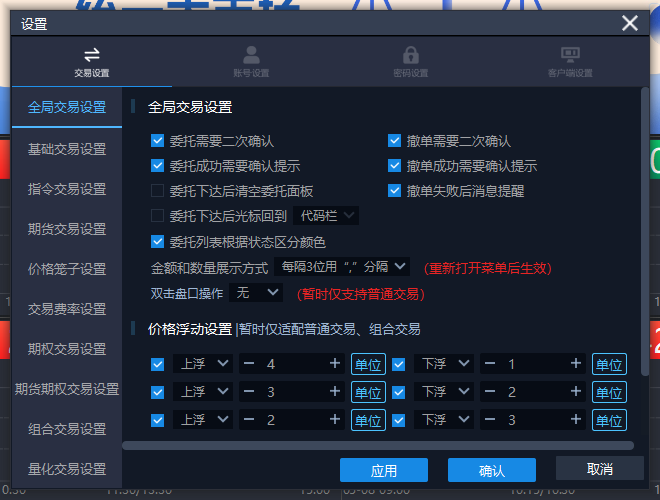 设置
交易设置 账号设置 密码设置 客户端设置
全局交易设置
基础交易设置
指令交易设置
期货交易设置
价格笼子设置
交易费率设置
期权交易设置
期货期权交易设置
组合交易设置
量化交易设置
全局交易设置
委托需要二次确认 撤单需要二次确认
委托成功需要确认提示 撤单成功需要确认提示
委托下达后清空委托面板 撤单失败后消息提醒
委托下达后光标回到 代码栏
委托列表根据状态区分颜色
金额和数量展示方式 每隔3位用“,”分隔 (重新打开菜单后生效)
双击盘口操作 无 (暂时仅支持普通交易)
价格浮动设置 |暂时仅适配普通交易、组合交易
上浮 − 4 + 单位 下浮 − 1 + 单位
上浮 − 3 + 单位 下浮 − 2 + 单位
上浮 − 2 + 单位 下浮 − 3 + 单位
应用 确认 取消